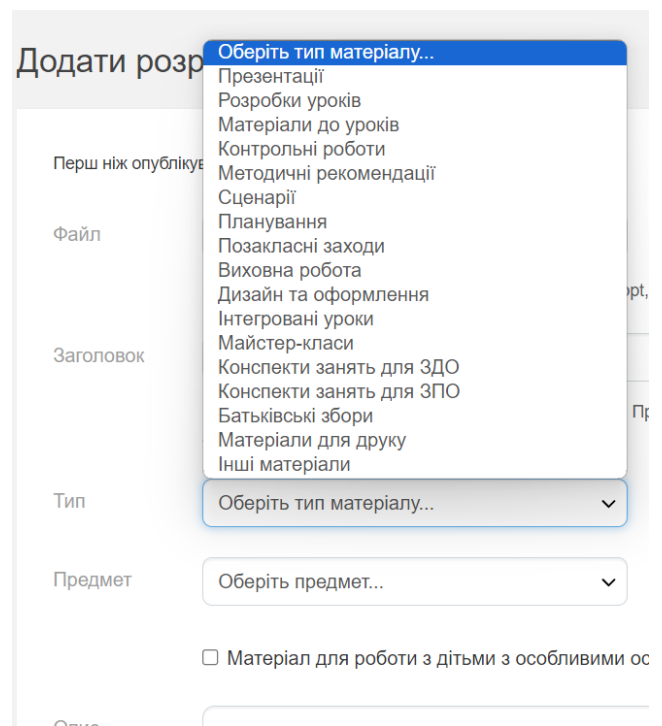 Додати розр
Оберіть тип матеріалу...
Презентації
Розробки уроків
Матеріали до уроків
Контрольні роботи
Методичні рекомендації
Сценарії
Планування
Позакласні заходи
Виховна робота
Дизайн та оформлення
Інтегровані уроки
Майстер-класи
Конспекти занять для ЗДО
Конспекти занять для ЗПО
Батьківські збори
Матеріали для друку
Інші матеріали
Перш ніж опублікув
Файл
ppt,
Заголовок
Пр
Тип
Оберіть тип матеріалу...
Предмет
Оберіть предмет...
Матеріал для роботи з дітьми з особливими ос
Опис